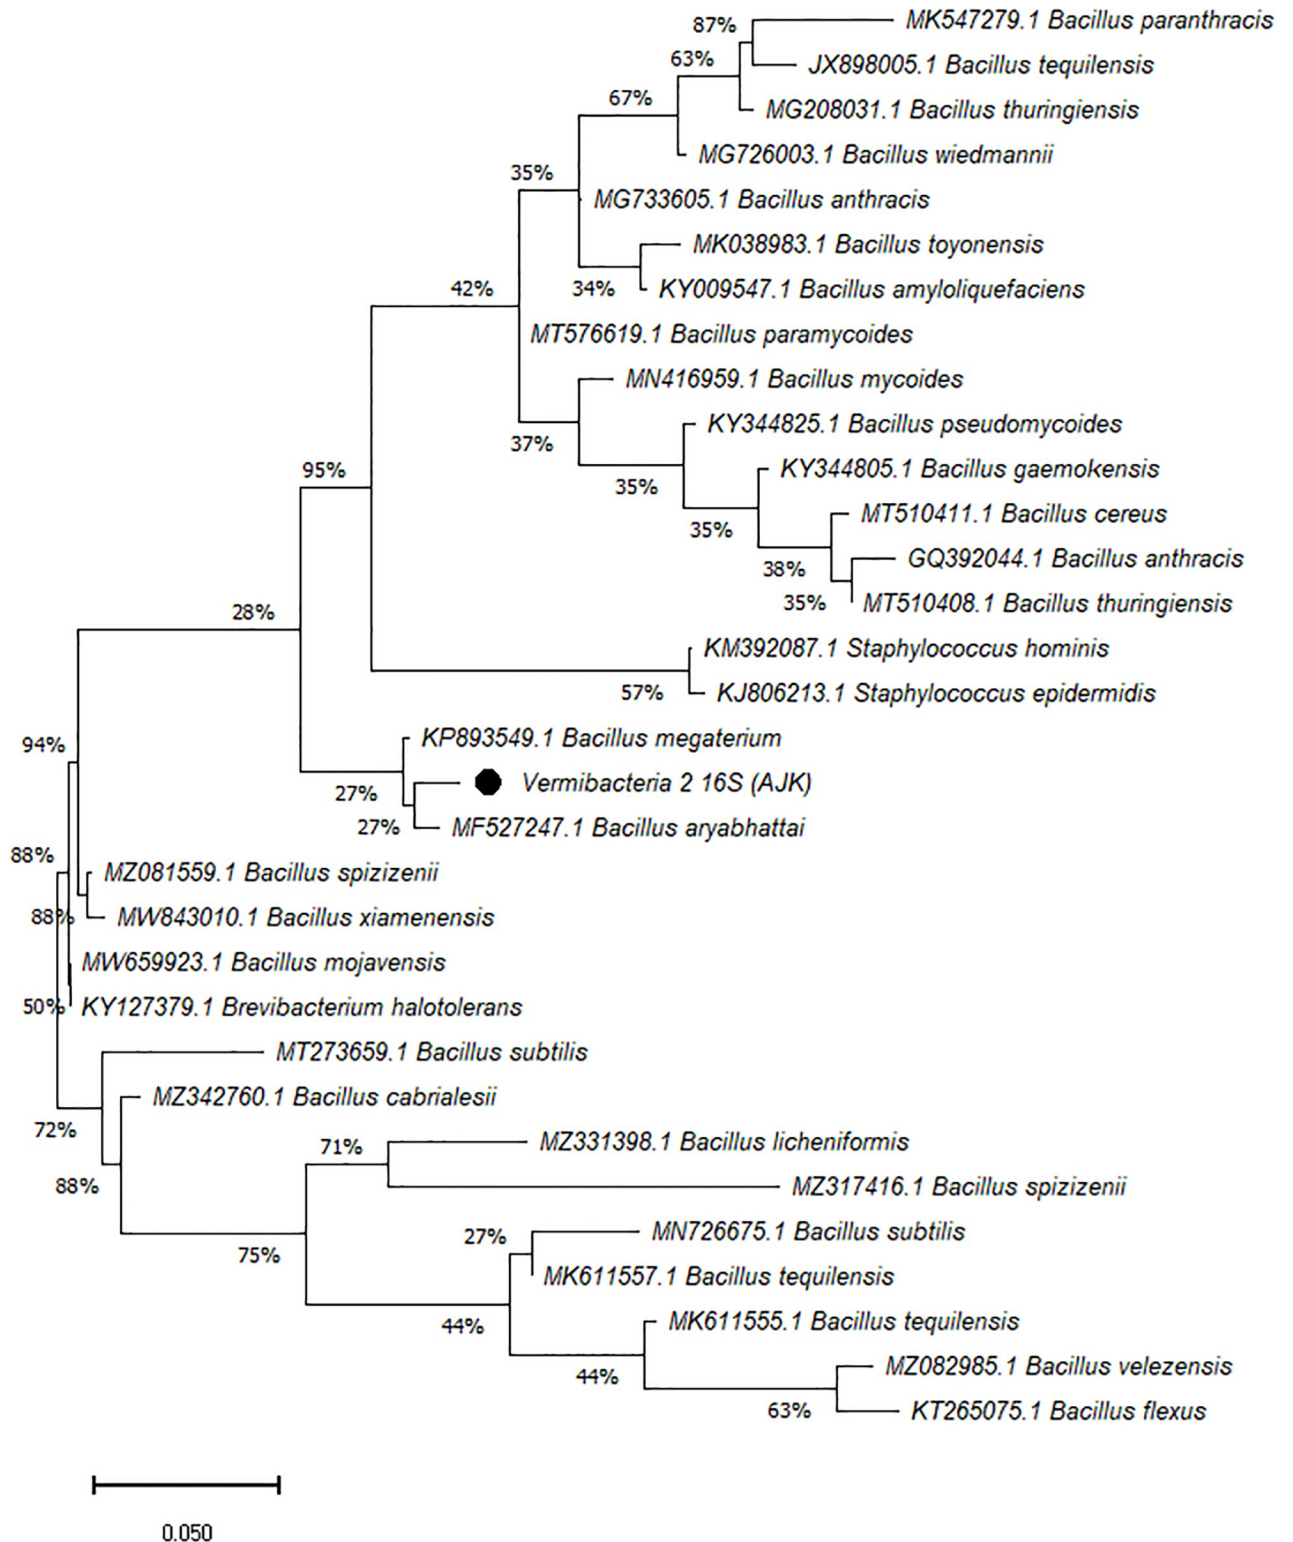 87%
MK547279.1 Bacillus paranthracis
63%
JX898005.1 Bacillus tequilensis
67%
MG208031.1 Bacillus thuringiensis
MG726003.1 Bacillus wiedmannii
35%
MG733605.1 Bacillus anthracis
MK038983.1 Bacillus toyonensis
42%
34%
KY009547.1 Bacillus amyloliquefaciens
MT576619.1 Bacillus paramycoides
MN416959.1 Bacillus mycoides
37%
KY344825.1 Bacillus pseudomycoides
95%
KY344805.1 Bacillus gaemokensis
35%
MT510411.1 Bacillus cereus
35%
GQ392044.1 Bacillus anthracis
38%
MT510408.1 Bacillus thuringiensis
35%
28%
KM392087.1 Staphylococcus hominis
57%
KJ806213.1 Staphylococcus epidermidis
94%
KP893549.1 Bacillus megaterium
Vermibacteria 2 16S (AJK)
27%
27%
MF527247.1 Bacillus aryabhattai
88%
MZ081559.1 Bacillus spizizenii
88%
MW843010.1 Bacillus xiamenensis
MW659923.1 Bacillus mojavensis
50%
KY127379.1 Brevibacterium halotolerans
MT273659.1 Bacillus subtilis
MZ342760.1 Bacillus cabrialesii
72%
71%
MZ331398.1 Bacillus licheniformis
88%
MZ317416.1 Bacillus spizizenii
27%
MN726675.1 Bacillus subtilis
75%
MK611557.1 Bacillus tequilensis
44%
MK611555.1 Bacillus tequilensis
44%
MZ082985.1 Bacillus velezensis
63%
KT265075.1 Bacillus flexus
0.050